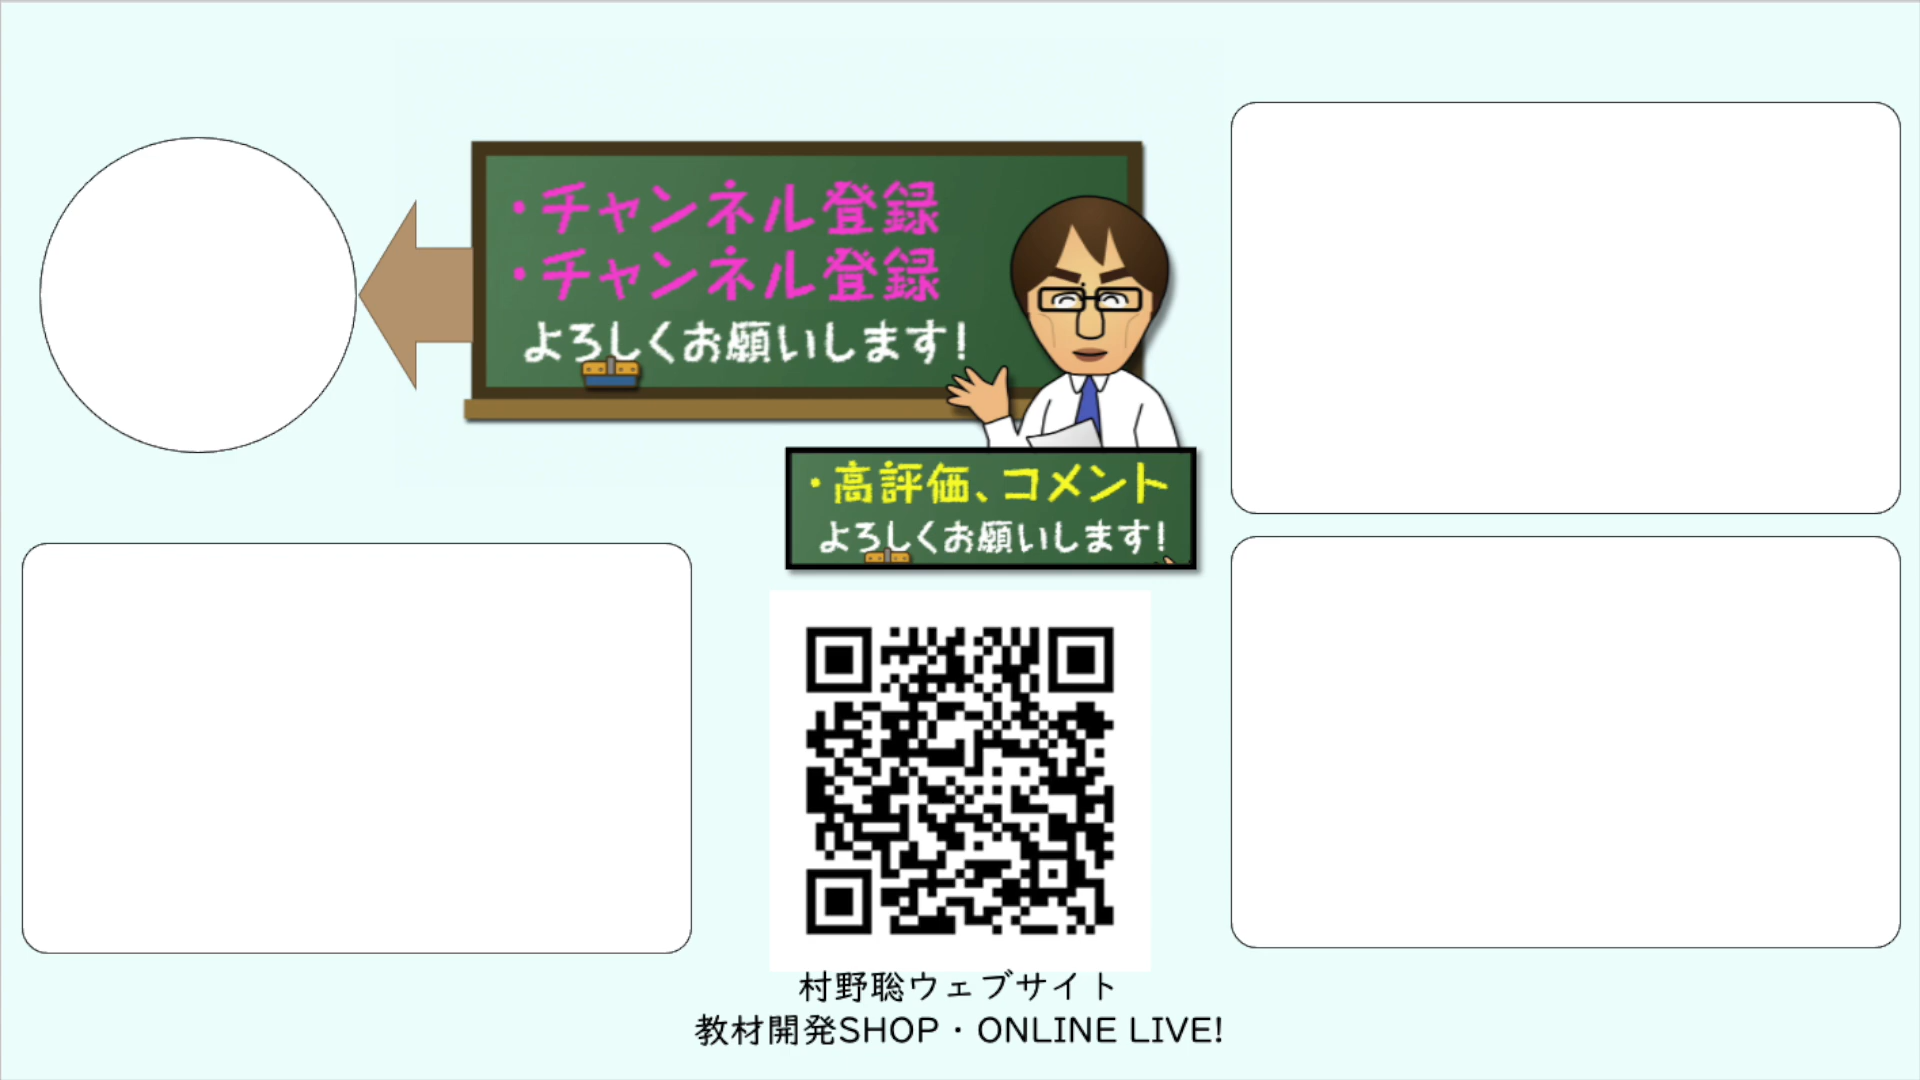 ・チャンネル登録
・チャンネル登録
よろしくお願いします!
・高評価、コメント
よろしくお願いします!
村野聡ウェブサイト
教材開発SHOP・ONLINE LIVE!